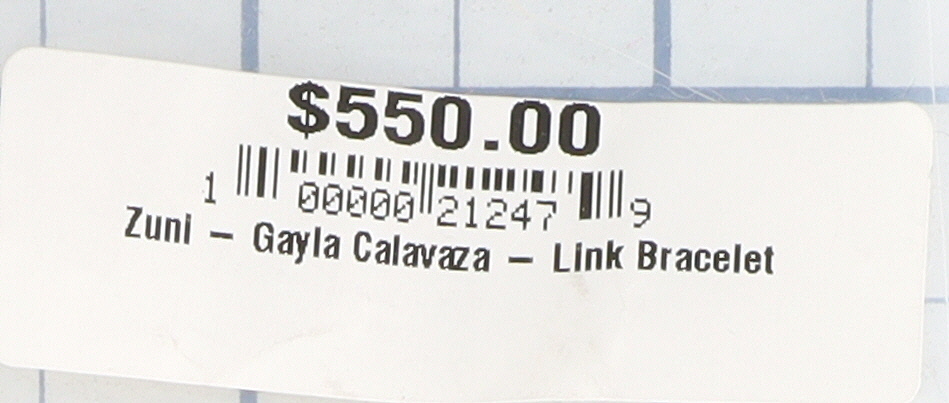 $550.00
1 00000 21247 9
Zuni – Gayla Calavaza – Link Bracelet